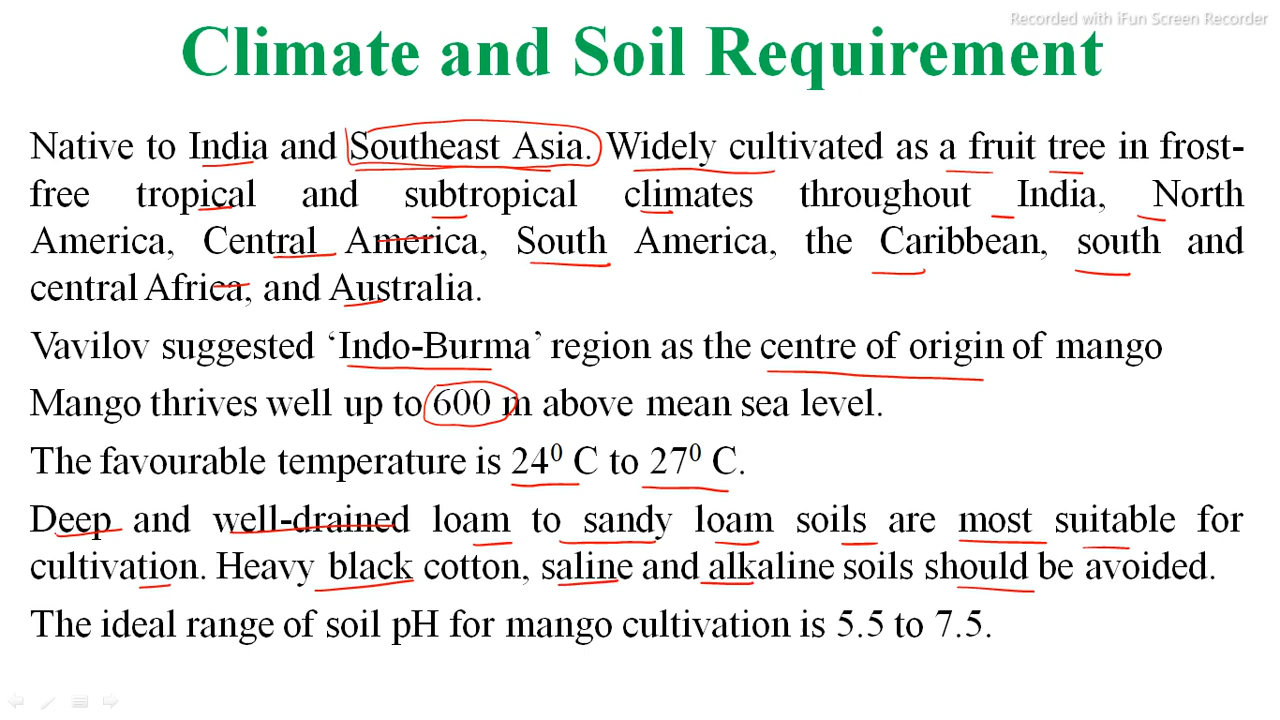 Recorded with iFun Screen Recorder
Climate and Soil Requirement
Native to India and Southeast Asia. Widely cultivated as a fruit tree in frost-
free tropical and subtropical climates throughout India, North
America, Central America, South America, the Caribbean, south and
central Africa, and Australia.
Vavilov suggested ‘Indo-Burma’ region as the centre of origin of mango
Mango thrives well up to 600 m above mean sea level.
The favourable temperature is 24⁰ C to 27⁰ C.
Deep and well-drained loam to sandy loam soils are most suitable for
cultivation. Heavy black cotton, saline and alkaline soils should be avoided.
The ideal range of soil pH for mango cultivation is 5.5 to 7.5.